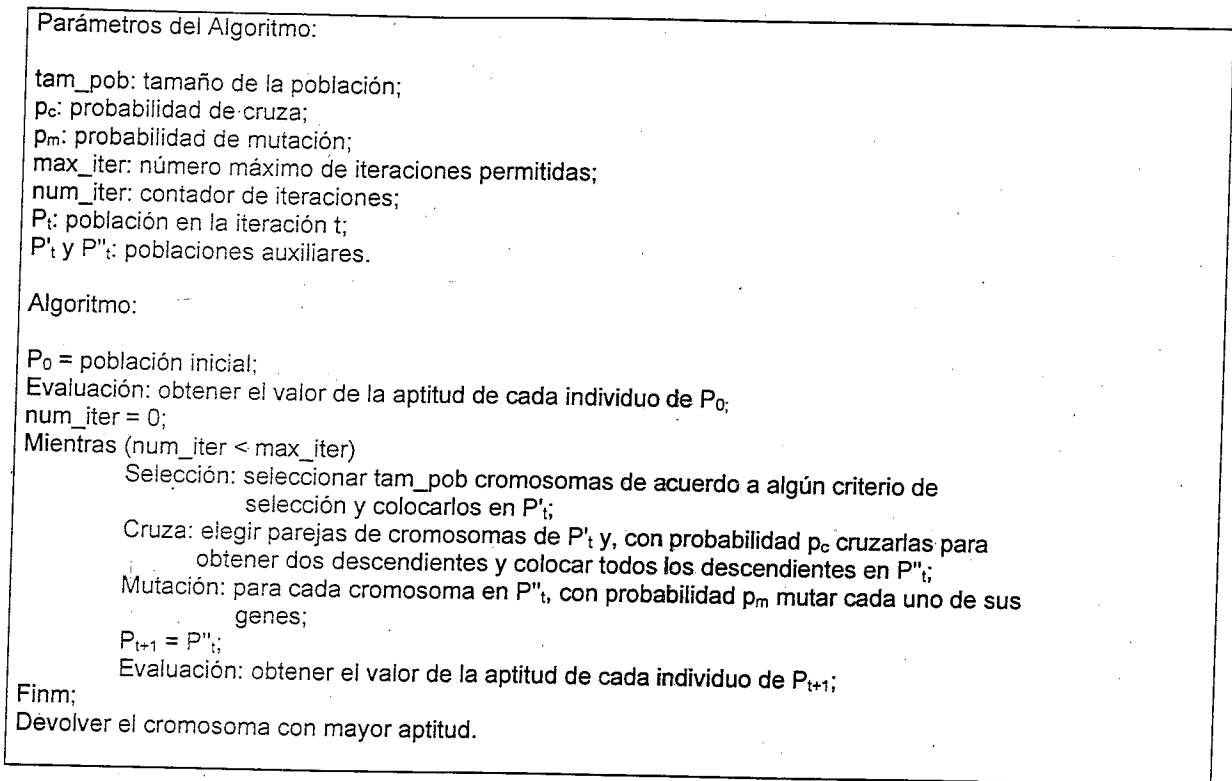 Parámetros del Algoritmo:
tam_pob: tamaño de la población;
pc: probabilidad de cruza;
pm: probabilidad de mutación;
max_iter: número máximo de iteraciones permitidas;
num_iter: contador de iteraciones;
Pt: población en la iteración t;
P't y P"t: poblaciones auxiliares.
Algoritmo:
P0 = población inicial;
Evaluación: obtener el valor de la aptitud de cada individuo de P0;
num_iter = 0;
Mientras (num_iter < max_iter)
Selección: seleccionar tam_pob cromosomas de acuerdo a algún criterio de
selección y colocarlos en P't;
Cruza: elegir parejas de cromosomas de P't y, con probabilidad pc cruzarlas para
obtener dos descendientes y colocar todos los descendientes en P"t;
Mutación: para cada cromosoma en P"t, con probabilidad pm mutar cada uno de sus
genes;
Pt+1 = P"t;
Evaluación: obtener el valor de la aptitud de cada individuo de Pt+1;
Finm;
Devolver el cromosoma con mayor aptitud.